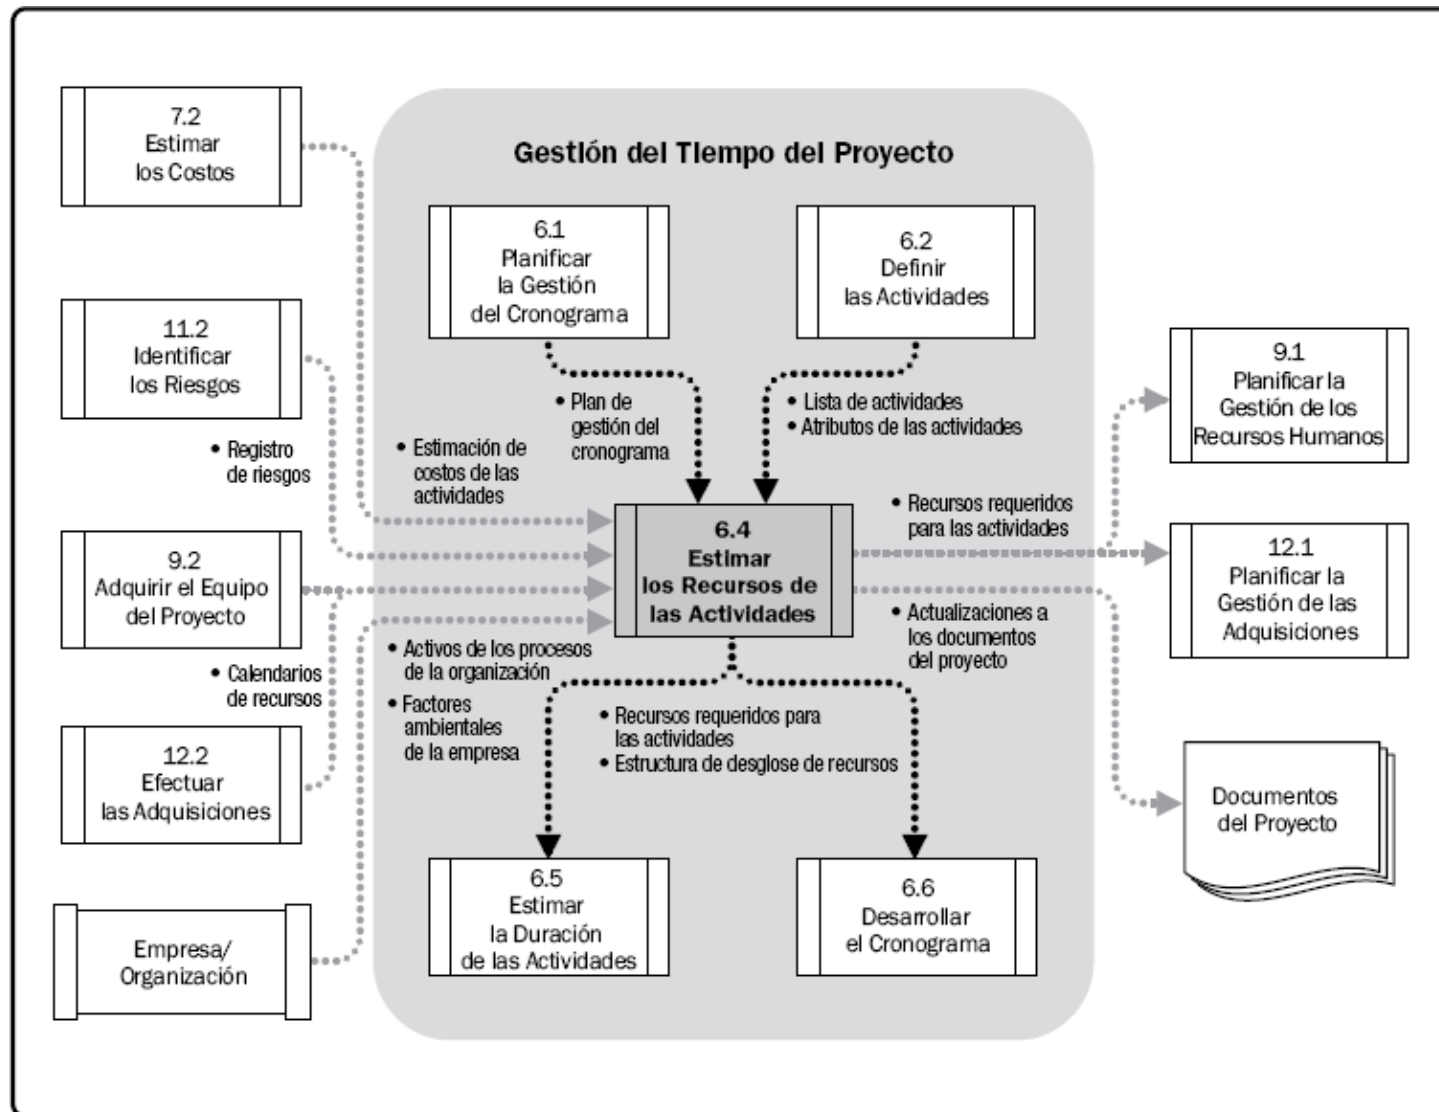 Gestión del Tiempo del Proyecto
7.2
Estimar
los Costos
6.1
Planificar
la Gestión
del Cronograma
6.2
Definir
las Actividades
11.2
Identificar
los Riesgos
9.1
Planificar la
Gestión de los
Recursos Humanos
• Registro
de riesgos
• Estimación de
costos de las
actividades
• Plan de
gestión del
cronograma
• Lista de actividades
• Atributos de las actividades
• Recursos requeridos
para las actividades
9.2
Adquirir el Equipo
del Proyecto
6.4
Estimar
los Recursos de
las Actividades
12.1
Planificar la
Gestión de las
Adquisiciones
• Calendarios
de recursos
• Activos de los procesos
de la organización
• Factores
ambientales
de la empresa
• Actualizaciones a
los documentos
del proyecto
• Recursos requeridos para
las actividades
• Estructura de desglose de recursos
12.2
Efectuar
las Adquisiciones
Documentos
del Proyecto
Empresa/
Organización
6.5
Estimar
la Duración
de las Actividades
6.6
Desarrollar
el Cronograma